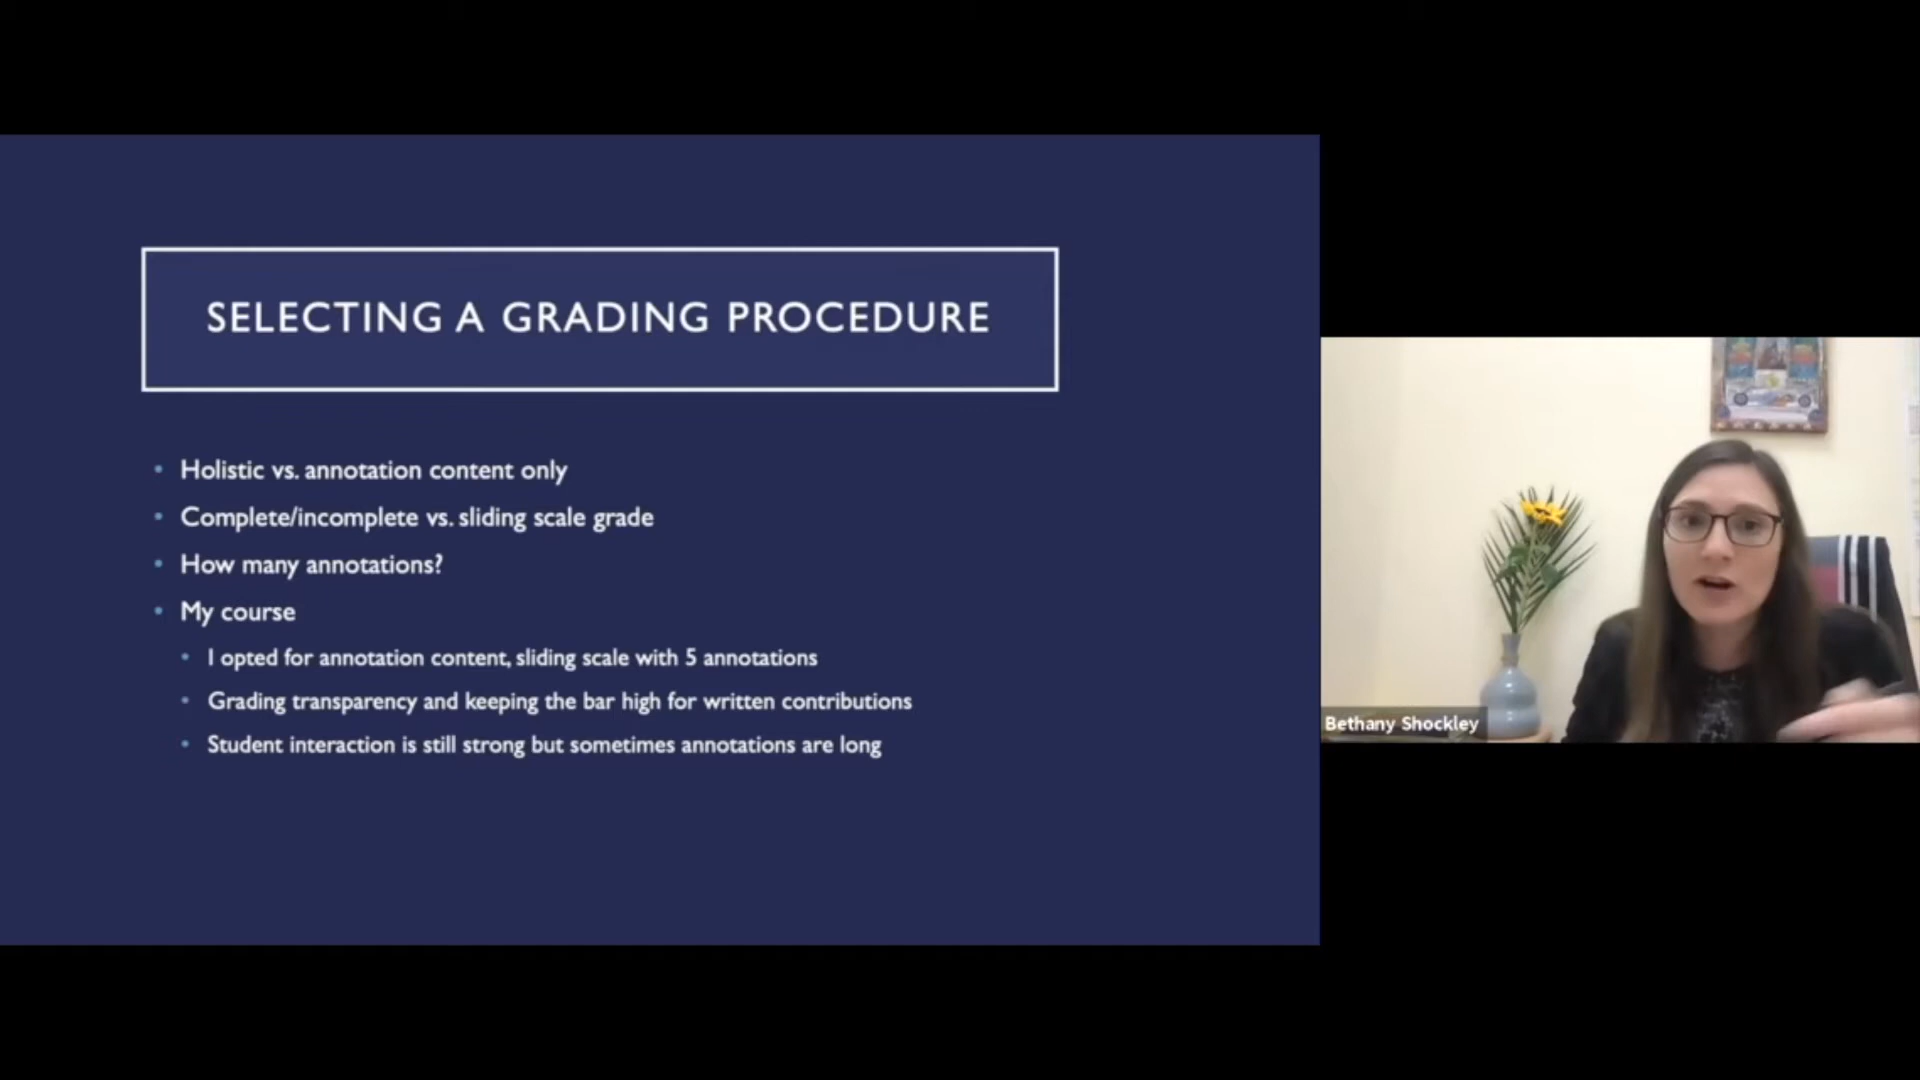 SELECTING A GRADING PROCEDURE
Holistic vs. annotation content only
Complete/incomplete vs. sliding scale grade
How many annotations?
My course
I opted for annotation content, sliding scale with 5 annotations
Grading transparency and keeping the bar high for written contributions
Student interaction is still strong but sometimes annotations are long
Bethany Shockley